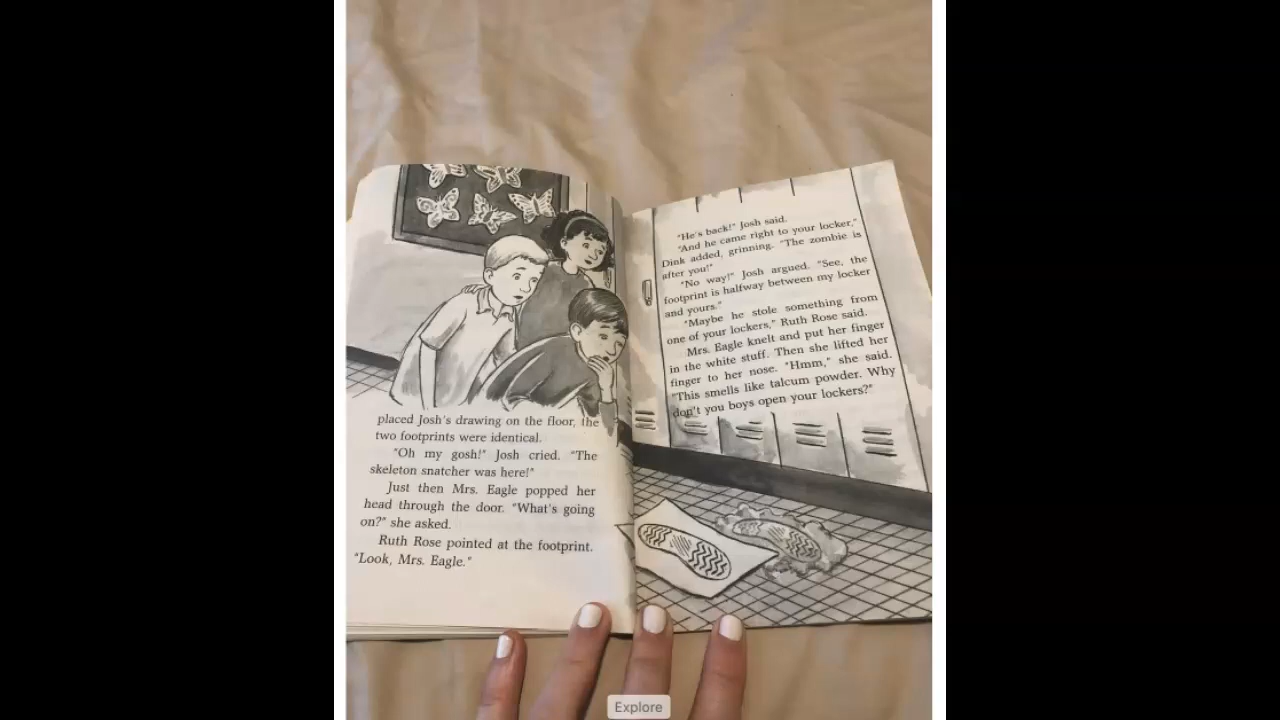 placed Josh's drawing on the floor, the
two footprints were identical.
"Oh my gosh!" Josh cried. "The
skeleton snatcher was here!"
Just then Mrs. Eagle popped her
head through the door. "What's going
on?" she asked.
Ruth Rose pointed at the footprint.
"Look, Mrs. Eagle."
"He's back!" Josh said.
"And he came right to your locker,"
Dink added, grinning. "The zombie is
after you!"
"No way!" Josh argued. "See, the
footprint is halfway between my locker
and yours."
"Maybe he stole something from
one of your lockers," Ruth Rose said.
Mrs. Eagle knelt and put her finger
in the white stuff. Then she lifted her
finger to her nose. "Hmm," she said.
"This smells like talcum powder. Why
don't you boys open your lockers?"
Explore